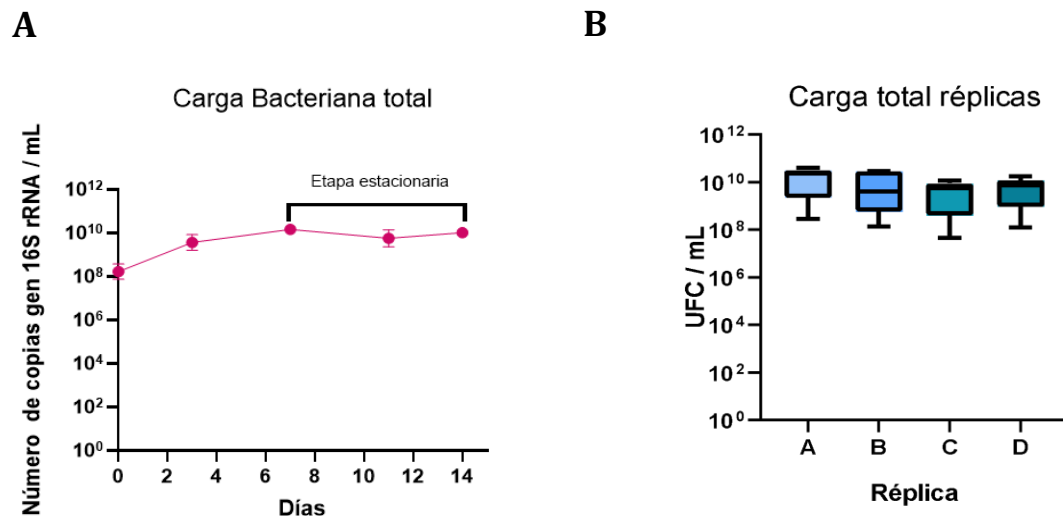 A
Carga Bacteriana total
Número de copias gen 16S rRNA / mL
Etapa estacionaria
10¹²
10¹⁰
10⁸
10⁶
10⁴
10²
10⁰
0 2 4 6 8 10 12 14
Días
B
Carga total réplicas
UFC / mL
10¹²
10¹⁰
10⁸
10⁶
10⁴
10²
10⁰
A B C D
Réplica